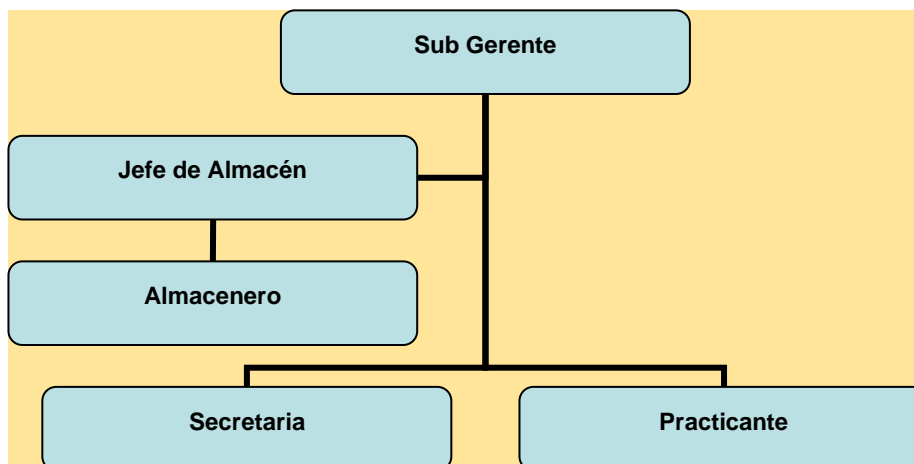 Sub Gerente
Jefe de Almacén
Almacenero
Secretaria
Practicante